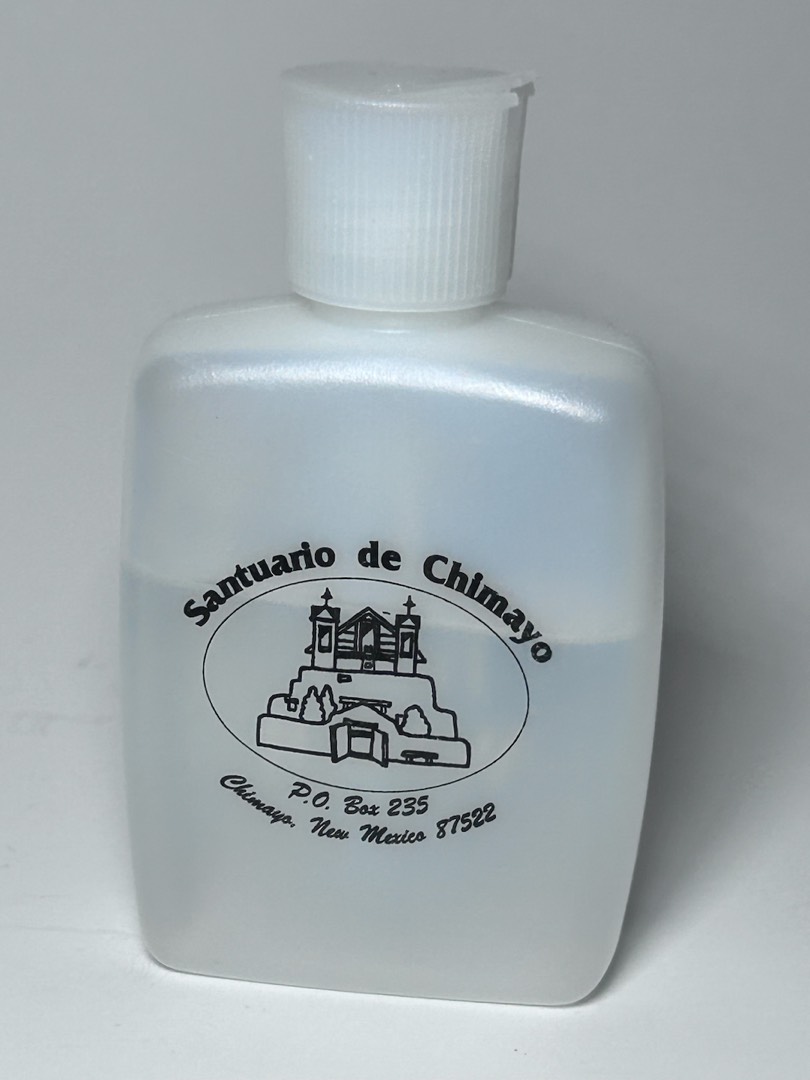 Santuario de Chimayo
P.O. Box 235
Chimayo, New Mexico 87522